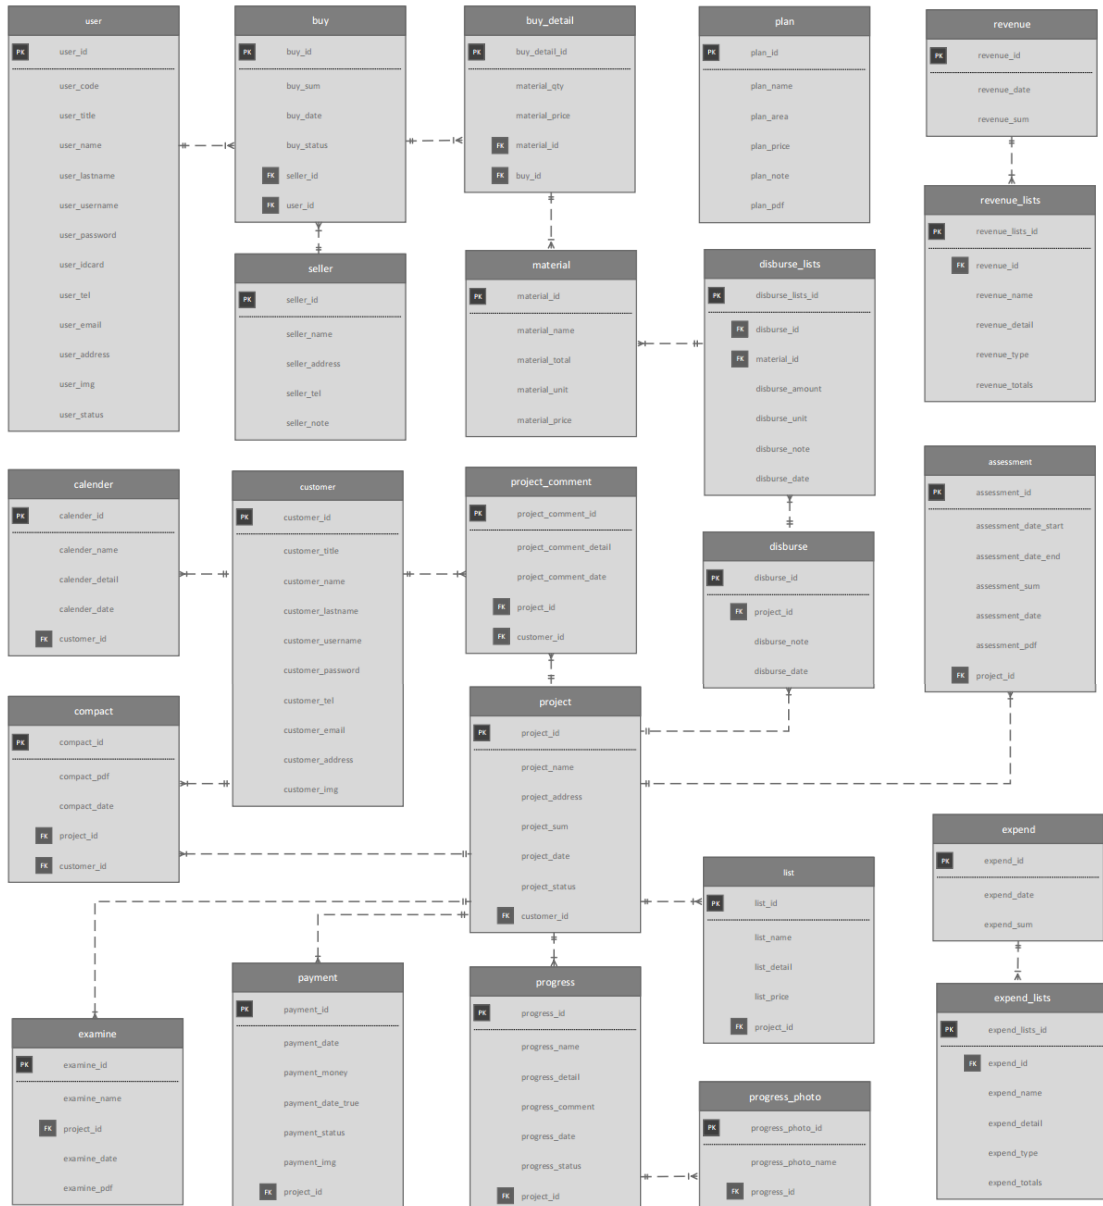 user
PK user_id
user_code
user_title
user_name
user_lastname
user_username
user_password
user_idcard
user_tel
user_email
user_address
user_img
user_status
buy
PK buy_id
buy_sum
buy_date
buy_status
FK seller_id
FK user_id
buy_detail
PK buy_detail_id
material_qty
material_price
FK material_id
FK buy_id
plan
PK plan_id
plan_name
plan_area
plan_price
plan_note
plan_pdf
revenue
PK revenue_id
revenue_date
revenue_sum
seller
PK seller_id
seller_name
seller_address
seller_tel
seller_note
material
PK material_id
material_name
material_total
material_unit
material_price
disburse_lists
PK disburse_lists_id
FK disburse_id
FK material_id
disburse_amount
disburse_unit
disburse_note
disburse_date
revenue_lists
PK revenue_lists_id
FK revenue_id
revenue_name
revenue_detail
revenue_type
revenue_totals
calender
PK calender_id
calender_name
calender_detail
calender_date
FK customer_id
customer
PK customer_id
customer_title
customer_name
customer_lastname
customer_username
customer_password
customer_tel
customer_email
customer_address
customer_img
project_comment
PK project_comment_id
project_comment_detail
project_comment_date
FK project_id
FK customer_id
disburse
PK disburse_id
FK project_id
disburse_note
disburse_date
assessment
PK assessment_id
assessment_date_start
assessment_date_end
assessment_sum
assessment_date
assessment_pdf
FK project_id
compact
PK compact_id
compact_pdf
compact_date
FK project_id
FK customer_id
project
PK project_id
project_name
project_address
project_sum
project_date
project_status
FK customer_id
list
PK list_id
list_name
list_detail
list_price
FK project_id
expend
PK expend_id
expend_date
expend_sum
examine
PK examine_id
examine_name
FK project_id
examine_date
examine_pdf
payment
PK payment_id
payment_date
payment_money
payment_date_true
payment_status
payment_img
FK project_id
progress
PK progress_id
progress_name
progress_detail
progress_comment
progress_date
progress_status
FK project_id
progress_photo
PK progress_photo_id
progress_photo_name
FK progress_id
expend_lists
PK expend_lists_id
FK expend_id
expend_name
expend_detail
expend_type
expend_totals